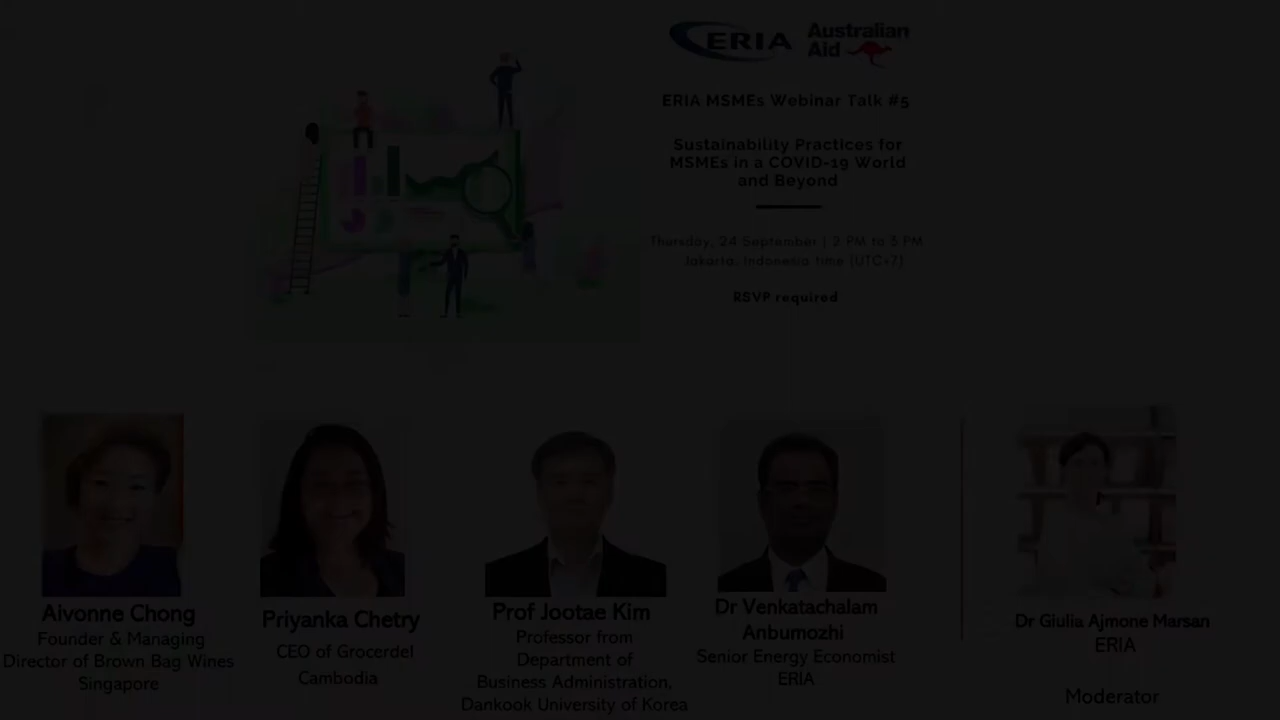 ERIA
Australian
Aid
ERIA MSMEs Webinar Talk #5
Sustainability Practices for
MSMEs in a COVID-19 World
and Beyond
Thursday, 24 September | 2 PM to 3 PM
Jakarta, Indonesia time (UTC+7)
RSVP required
Aivonne Chong
Founder & Managing
Director of Brown Bag Wines
Singapore
Priyanka Chetry
CEO of Grocerdel
Cambodia
Prof Jootae Kim
Professor from
Department of
Business Administration,
Dankook University of Korea
Dr Venkatachalam
Anbumozhi
Senior Energy Economist
ERIA
Dr Giulia Ajmone Marsan
ERIA
Moderator